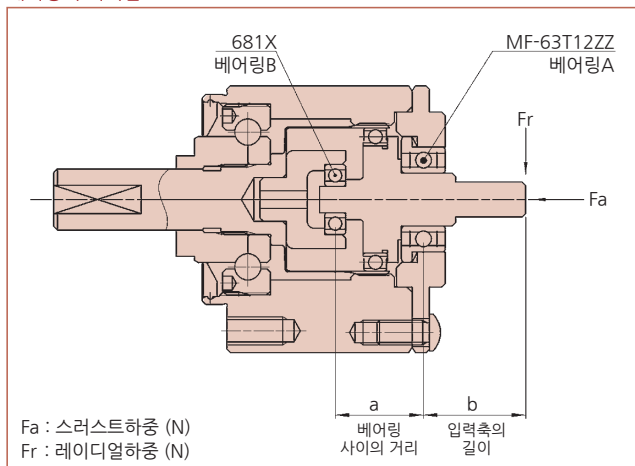 681X
베어링B
MF-63T12ZZ
베어링A
Fr
Fa
a
b
베어링
사이의 거리
입력축의
길이
Fa : 스러스트하중 (N)
Fr : 레이디얼하중 (N)